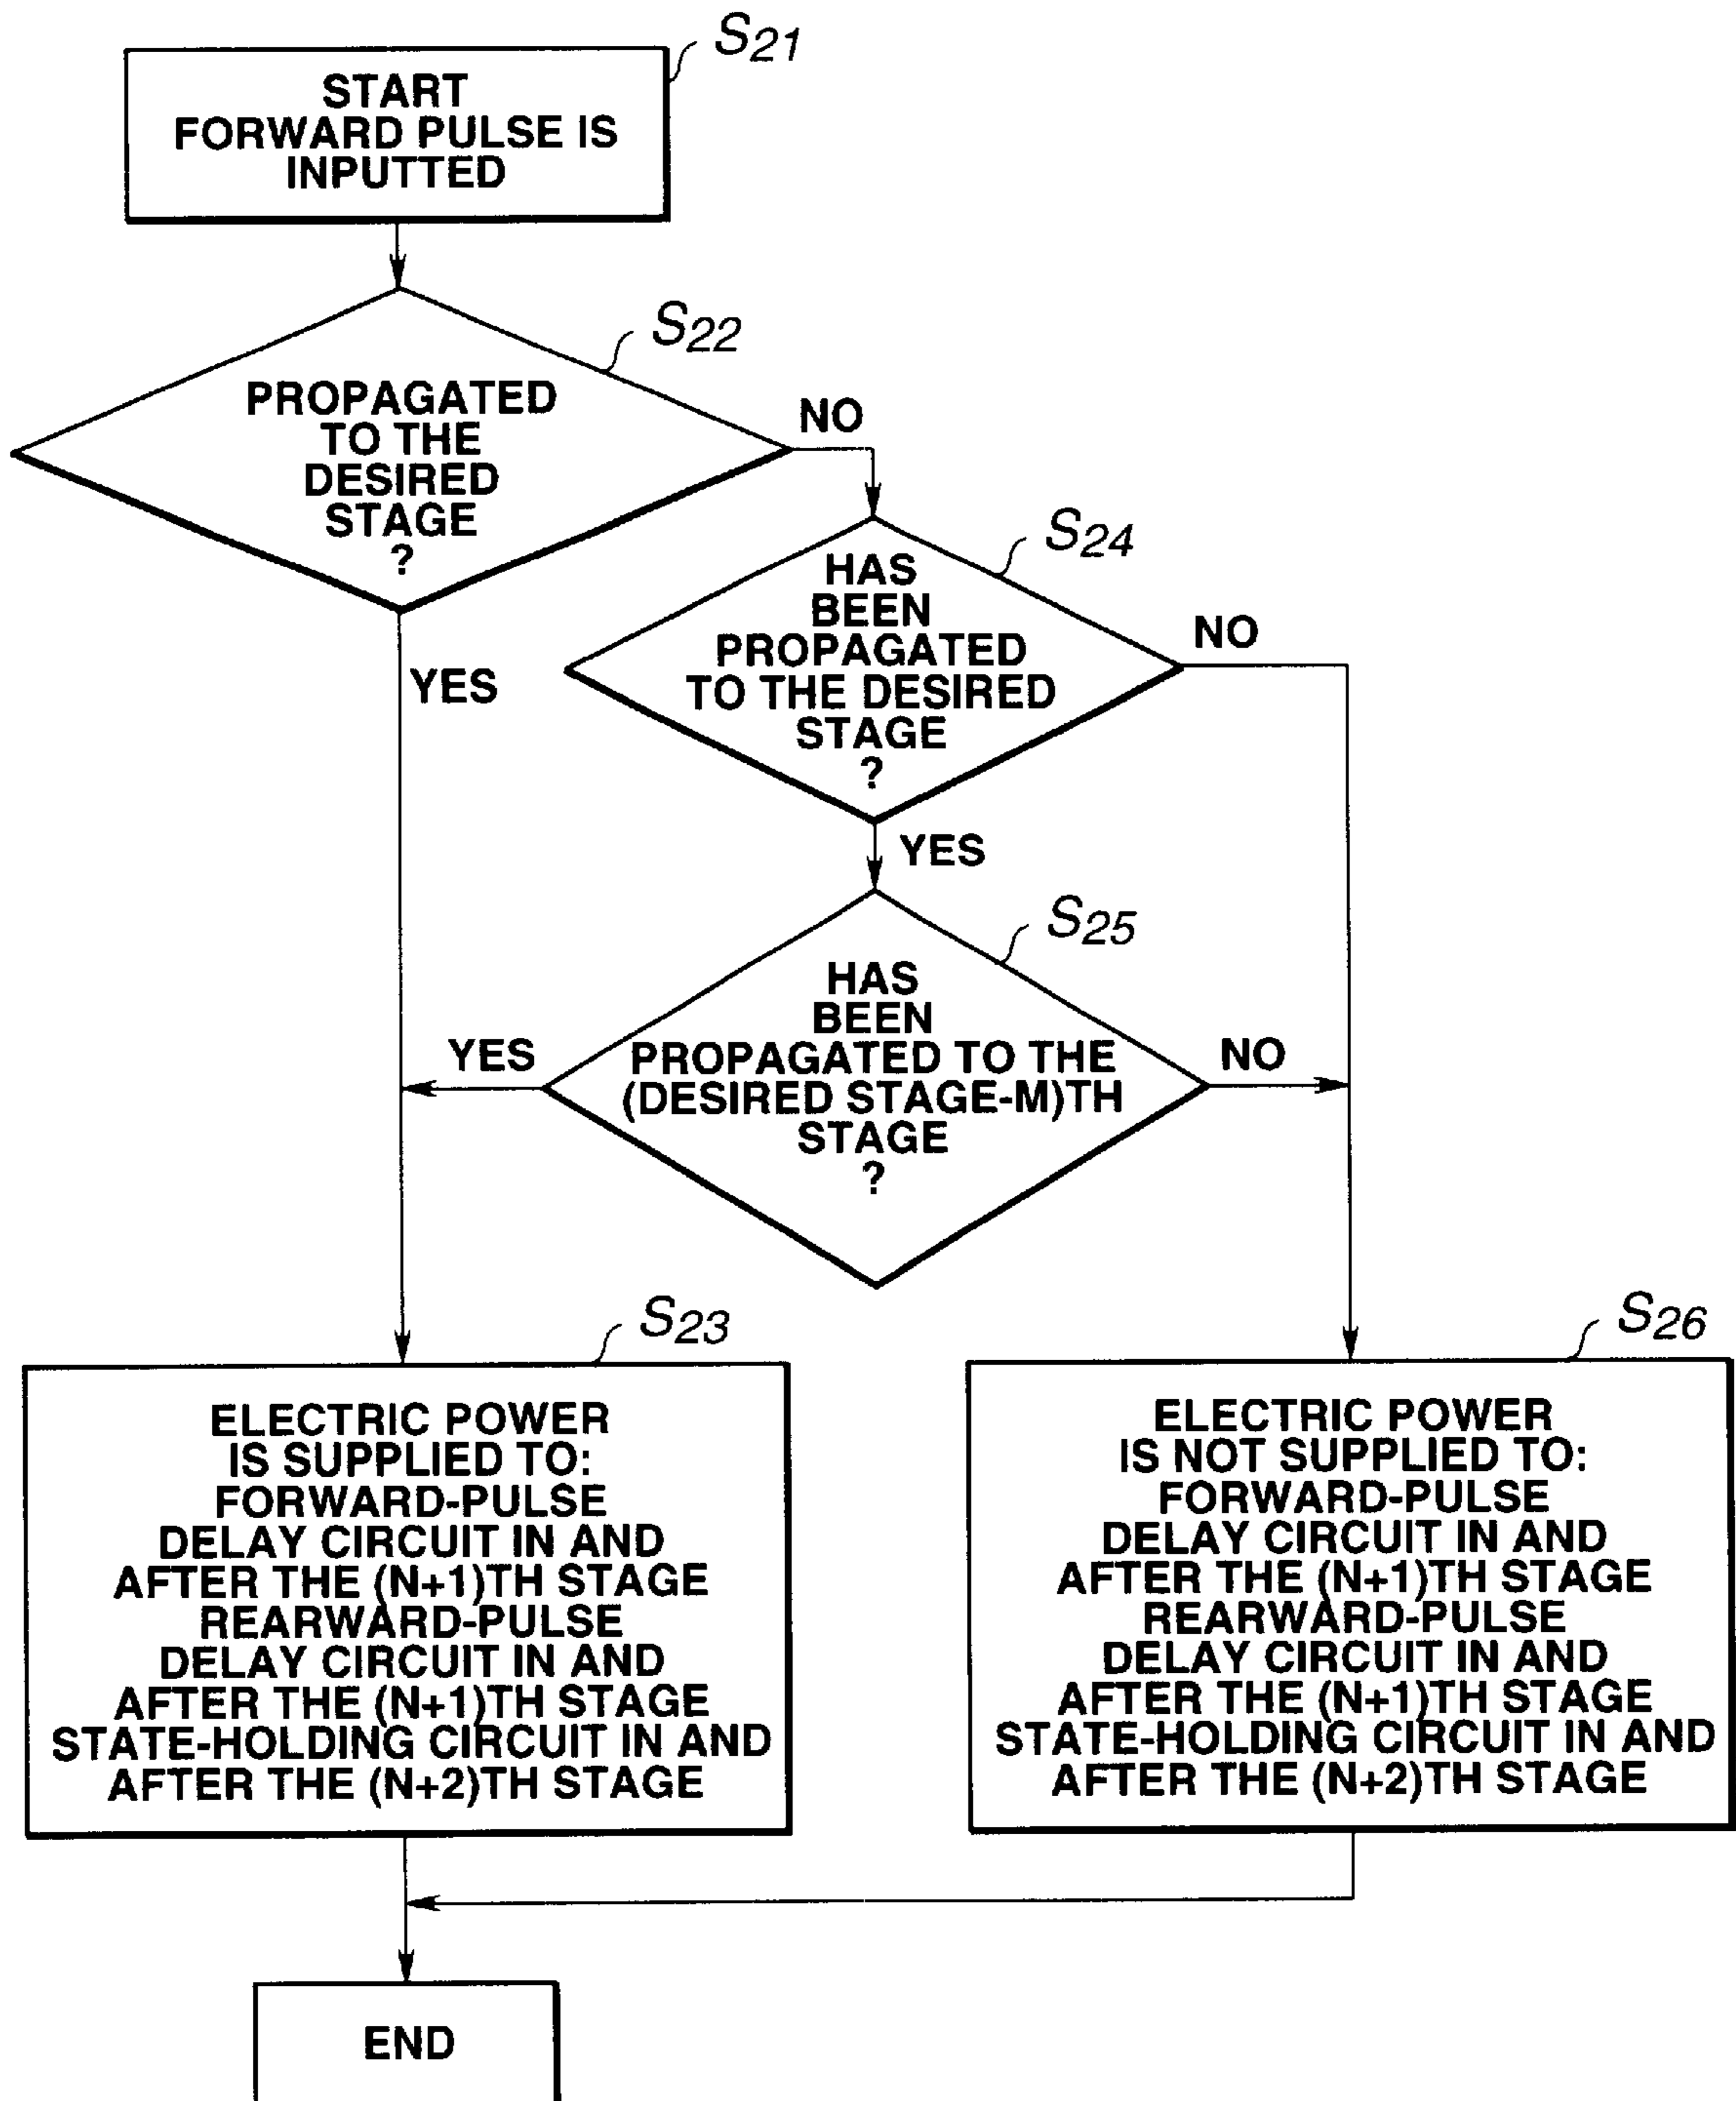 S21
START
FORWARD PULSE IS
INPUTTED
S22
PROPAGATED
TO THE
DESIRED
STAGE
?
NO
YES
S24
HAS
BEEN
PROPAGATED
TO THE DESIRED
STAGE
?
NO
YES
S25
HAS
BEEN
PROPAGATED TO THE
(DESIRED STAGE-M)TH
STAGE
?
YES
NO
S23
ELECTRIC POWER
IS SUPPLIED TO:
FORWARD-PULSE
DELAY CIRCUIT IN AND
AFTER THE (N+1)TH STAGE
REARWARD-PULSE
DELAY CIRCUIT IN AND
AFTER THE (N+1)TH STAGE
STATE-HOLDING CIRCUIT IN AND
AFTER THE (N+2)TH STAGE
S26
ELECTRIC POWER
IS NOT SUPPLIED TO:
FORWARD-PULSE
DELAY CIRCUIT IN AND
AFTER THE (N+1)TH STAGE
REARWARD-PULSE
DELAY CIRCUIT IN AND
AFTER THE (N+1)TH STAGE
STATE-HOLDING CIRCUIT IN AND
AFTER THE (N+2)TH STAGE
END